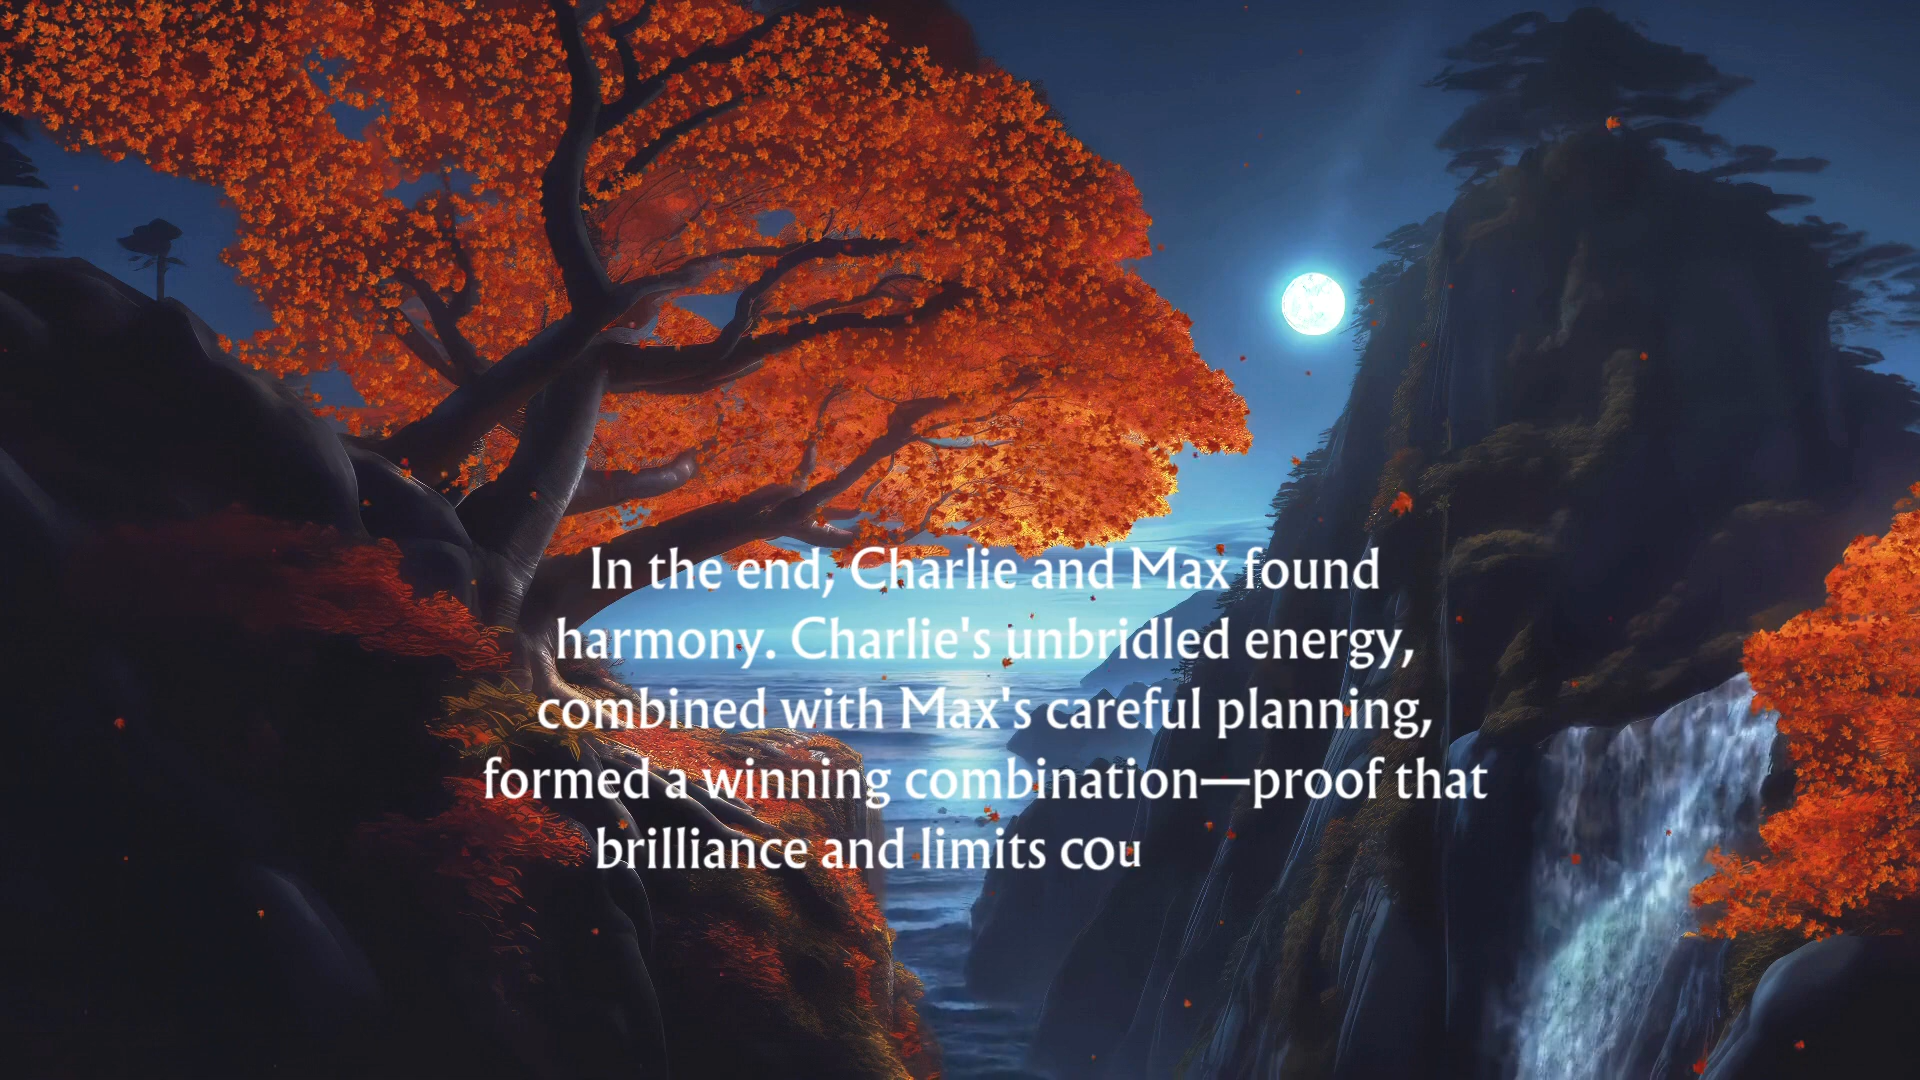 In the end, Charlie and Max found
harmony. Charlie's unbridled energy,
combined with Max's careful planning,
formed a winning combination—proof that
brilliance and limits cou